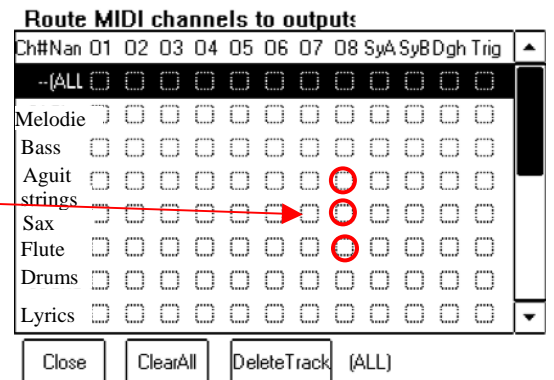 Route MIDI channels to outputs
Ch#Nan 01 02 03 04 05 06 07 08 SyA SyB Dgh Trig
--(ALL
Melodie
Bass
Aguit
strings
Sax
Flute
Drums
Lyrics
Close ClearAll DeleteTrack (ALL)